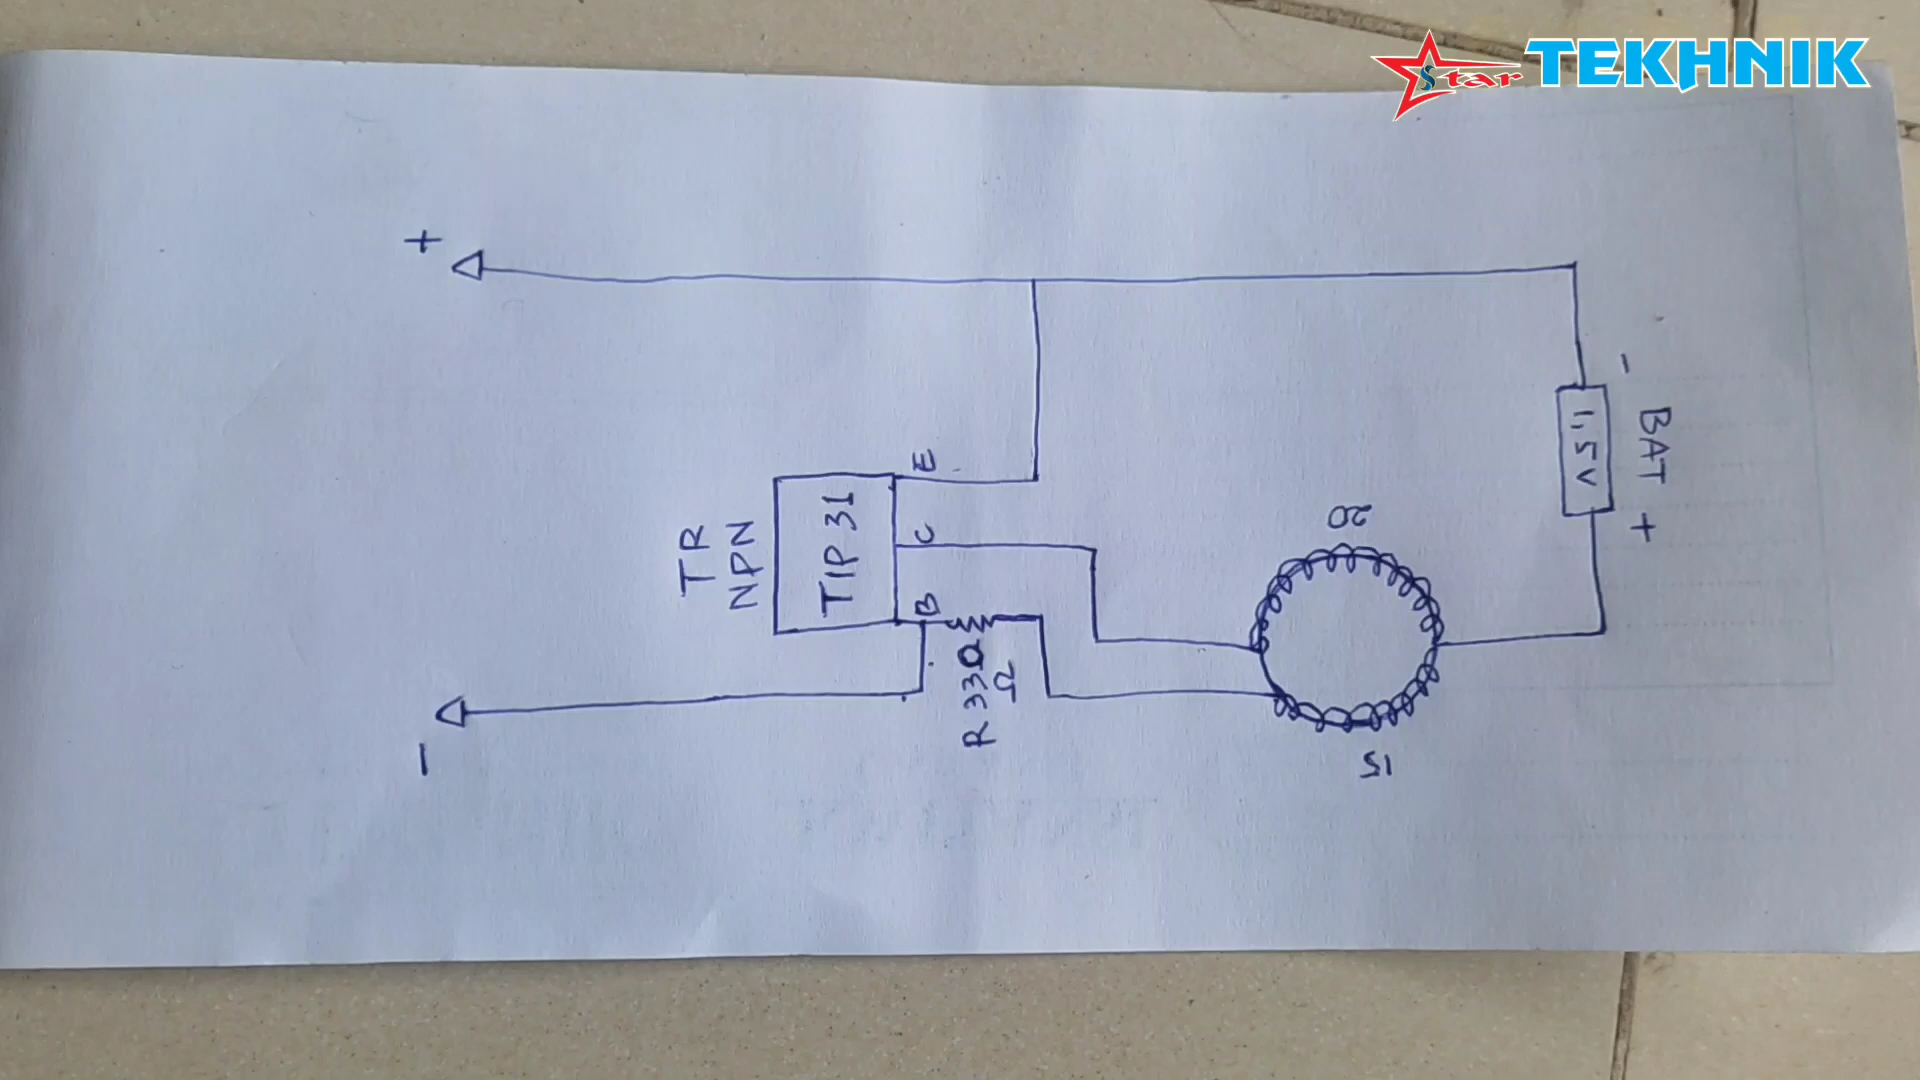 Star TEKHNIK
+
-
BAT
1,5V
+
E
C
B
TR
NPN
TIP 31
R 33Ω
Ω
20
15
-